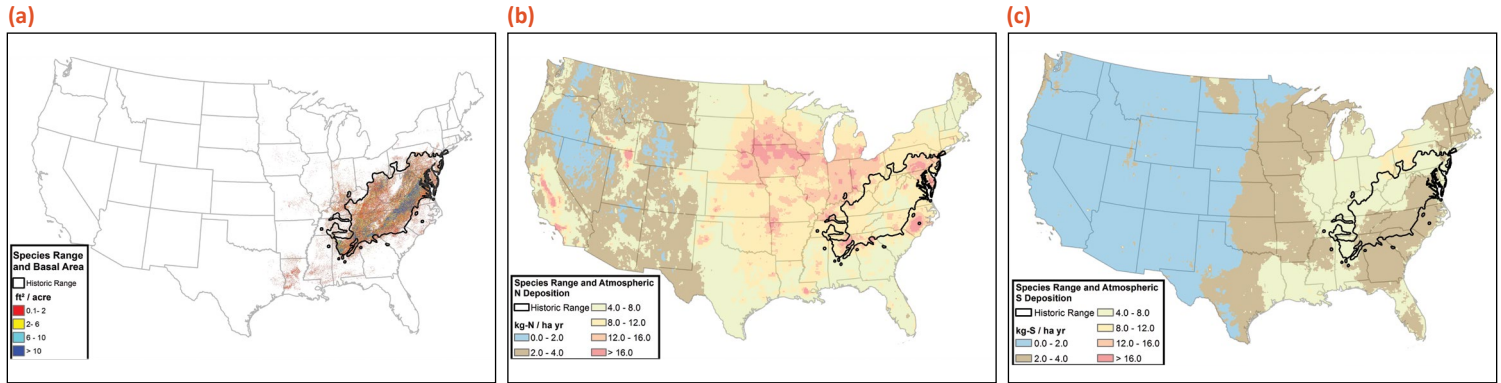 (a)
Species Range
and Basal Area
Historic Range
ft² / acre
0.1- 2
2- 6
6 - 10
> 10
(b)
Species Range and Atmospheric
N Deposition
Historic Range
kg-N / ha yr
0.0 - 2.0
2.0 - 4.0
4.0 - 8.0
8.0 - 12.0
12.0 - 16.0
> 16.0
(c)
Species Range and Atmospheric
S Deposition
Historic Range
kg-S / ha yr
0.0 - 2.0
2.0 - 4.0
4.0 - 8.0
8.0 - 12.0
12.0 - 16.0
> 16.0